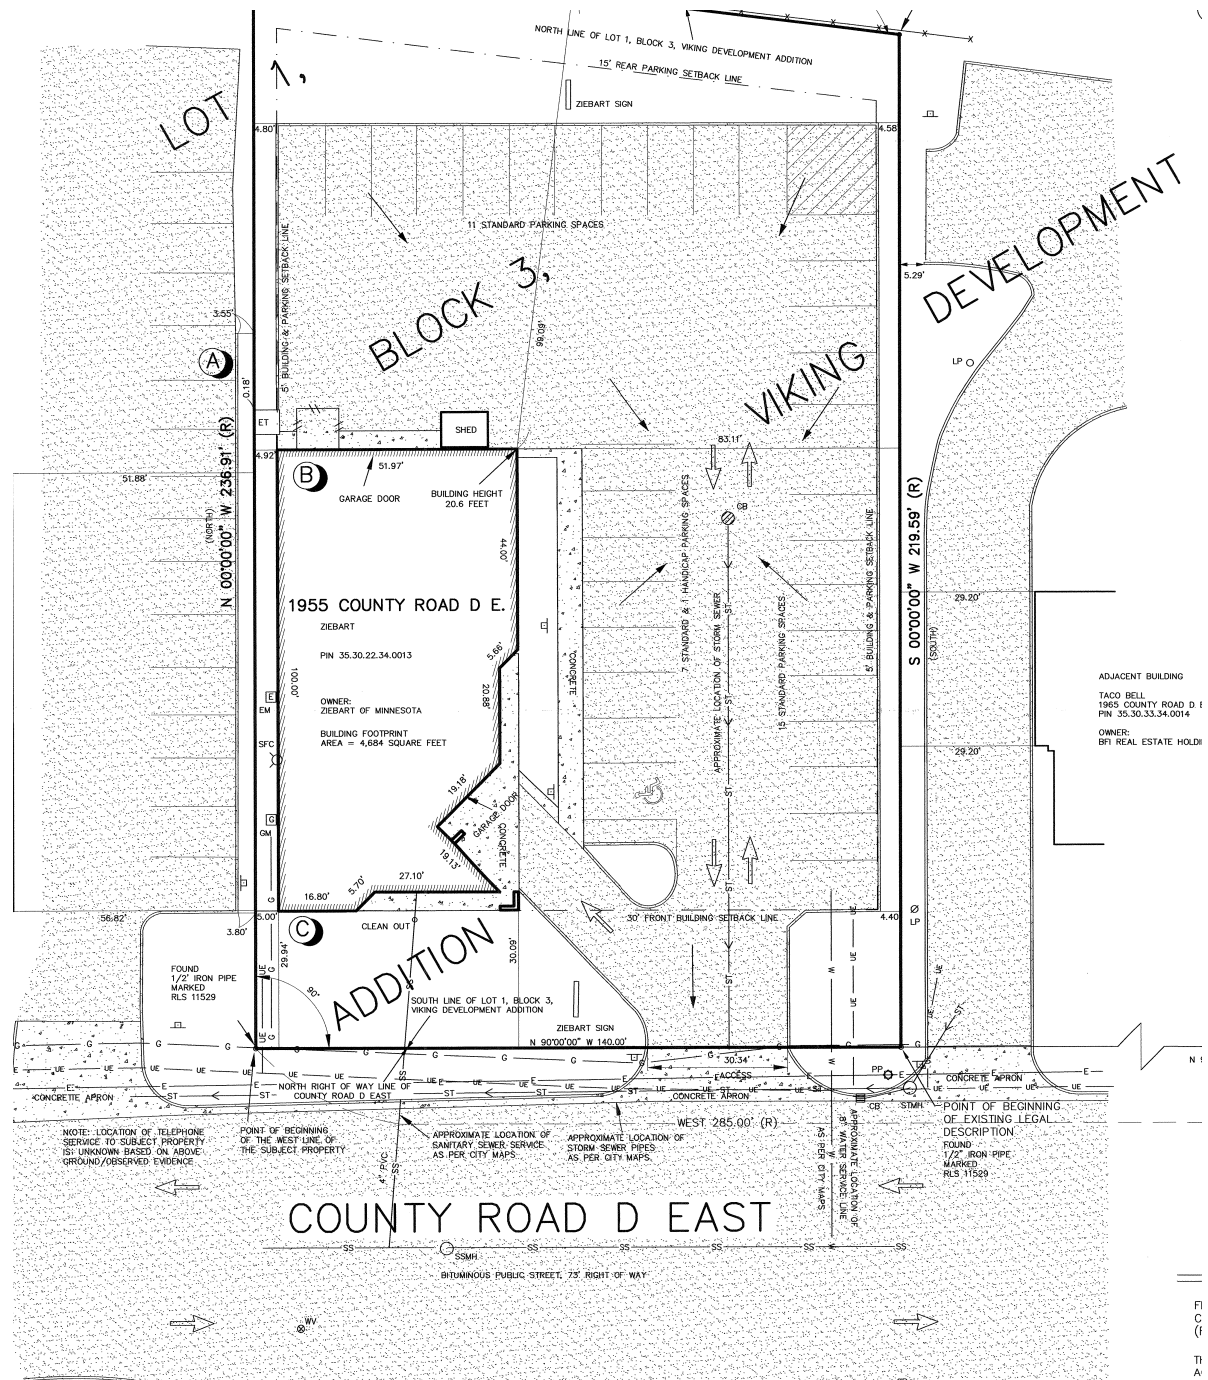 NORTH LINE OF LOT 1, BLOCK 3, VIKING DEVELOPMENT ADDITION
15' REAR PARKING SETBACK LINE
ZIEBART SIGN
LOT 1,
4.80'
4.58'
11 STANDARD PARKING SPACES
BLOCK 3,
VIKING
DEVELOPMENT
5.29'
5' BUILDING & PARKING SETBACK LINE
99.09'
3.55'
A
0.18'
LP
ET
SHED
83.11'
4.92'
51.97'
B
GARAGE DOOR
BUILDING HEIGHT
20.6 FEET
51.88'
N 00°00'00" W 236.91' (R)
(NORTH)
CB
44.00'
7 STANDARD & 1 HANDICAP PARKING SPACES
APPROXIMATE LOCATION OF STORM SEWER
15 STANDARD PARKING SPACES
5' BUILDING & PARKING SETBACK LINE
S 00°00'00" W 219.59' (R)
(SOUTH)
29.20'
1955 COUNTY ROAD D E.
ZIEBART
PIN 35.30.22.34.0013
5.66'
CONCRETE
100.00'
20.88'
E
EM
OWNER:
ZIEBART OF MINNESOTA
BUILDING FOOTPRINT
AREA = 4,684 SQUARE FEET
SFC
ADJACENT BUILDING
TACO BELL
1965 COUNTY ROAD D E
PIN 35.30.33.34.0014
OWNER:
BFI REAL ESTATE HOLDI
29.20'
19.18'
GARAGE DOOR
G
GM
CONCRETE
19.13'
27.10'
5.70'
16.80'
56.82'
3.80'
5.00'
C
CLEAN OUT
30' FRONT BUILDING SETBACK LINE
4.40'
LP
ADDITION
29.94'
30.09'
90°
FOUND
1/2" IRON PIPE
MARKED
RLS 11529
SOUTH LINE OF LOT 1, BLOCK 3,
VIKING DEVELOPMENT ADDITION
ZIEBART SIGN
N 90°00'00" W 140.00'
30.34'
ACCESS
PP
N 9
NORTH RIGHT OF WAY LINE OF
COUNTY ROAD D EAST
CONCRETE APRON
CONCRETE APRON
CONCRETE APRON
CB
STMH
WEST 285.00' (R)
NOTE: LOCATION OF TELEPHONE
SERVICE TO SUBJECT PROPERTY
IS UNKNOWN BASED ON ABOVE
GROUND/OBSERVED EVIDENCE
POINT OF BEGINNING
OF THE WEST LINE OF
THE SUBJECT PROPERTY
APPROXIMATE LOCATION OF
SANITARY SEWER SERVICE
AS PER CITY MAPS
APPROXIMATE LOCATION OF
STORM SEWER PIPES
AS PER CITY MAPS
APPROXIMATE LOCATION OF
8" WATER SERVICE LINE
AS PER CITY MAPS
POINT OF BEGINNING
OF EXISTING LEGAL
DESCRIPTION
FOUND
1/2" IRON PIPE
MARKED
RLS 11529
4" PVC
COUNTY ROAD D EAST
SSMH
BITUMINOUS PUBLIC STREET, 73' RIGHT OF WAY
WV